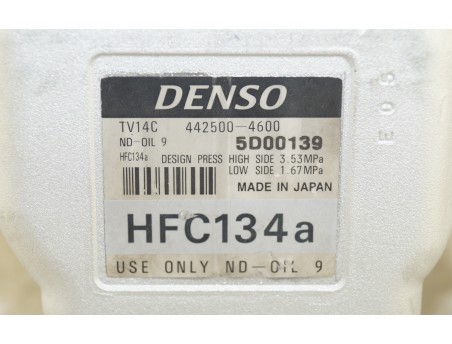 DENSO
TV14C 442500-4600
ND-OIL 9 5D00139
HFC134a DESIGN PRESS HIGH SIDE 3.53MPa
LOW SIDE 1.67MPa
MADE IN JAPAN
HFC134a
USE ONLY ND-OIL 9
E06